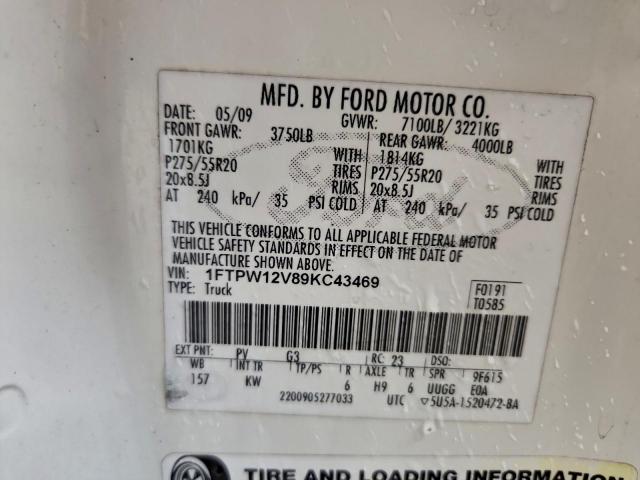 MFD. BY FORD MOTOR CO.
DATE: 05/09 GVWR: 7100LB/ 3221KG
FRONT GAWR: 3750LB REAR GAWR: 4000LB
1701KG WITH 1814KG WITH
P275/55R20 TIRES P275/55R20 TIRES
20x8.5J RIMS 20x8.5J RIMS
AT 240 kPa/ 35 PSI COLD AT 240 kPa/ 35 PSI COLD
Ford
THIS VEHICLE CONFORMS TO ALL APPLICABLE FEDERAL MOTOR
VEHICLE SAFETY STANDARDS IN EFFECT ON THE DATE OF
MANUFACTURE SHOWN ABOVE.
VIN: 1FTPW12V89KC43469
TYPE: Truck
F0191
T0585
EXT PNT: PV G3 RC: 23 DSO:
WB INT TR TP/PS R AXLE TR SPR 9F615
157 KW 6 H9 6 UUGG E0A
2200905277033 UTC ▽5U5A-1520472-BA
TIRE AND LOADING INFORMATION